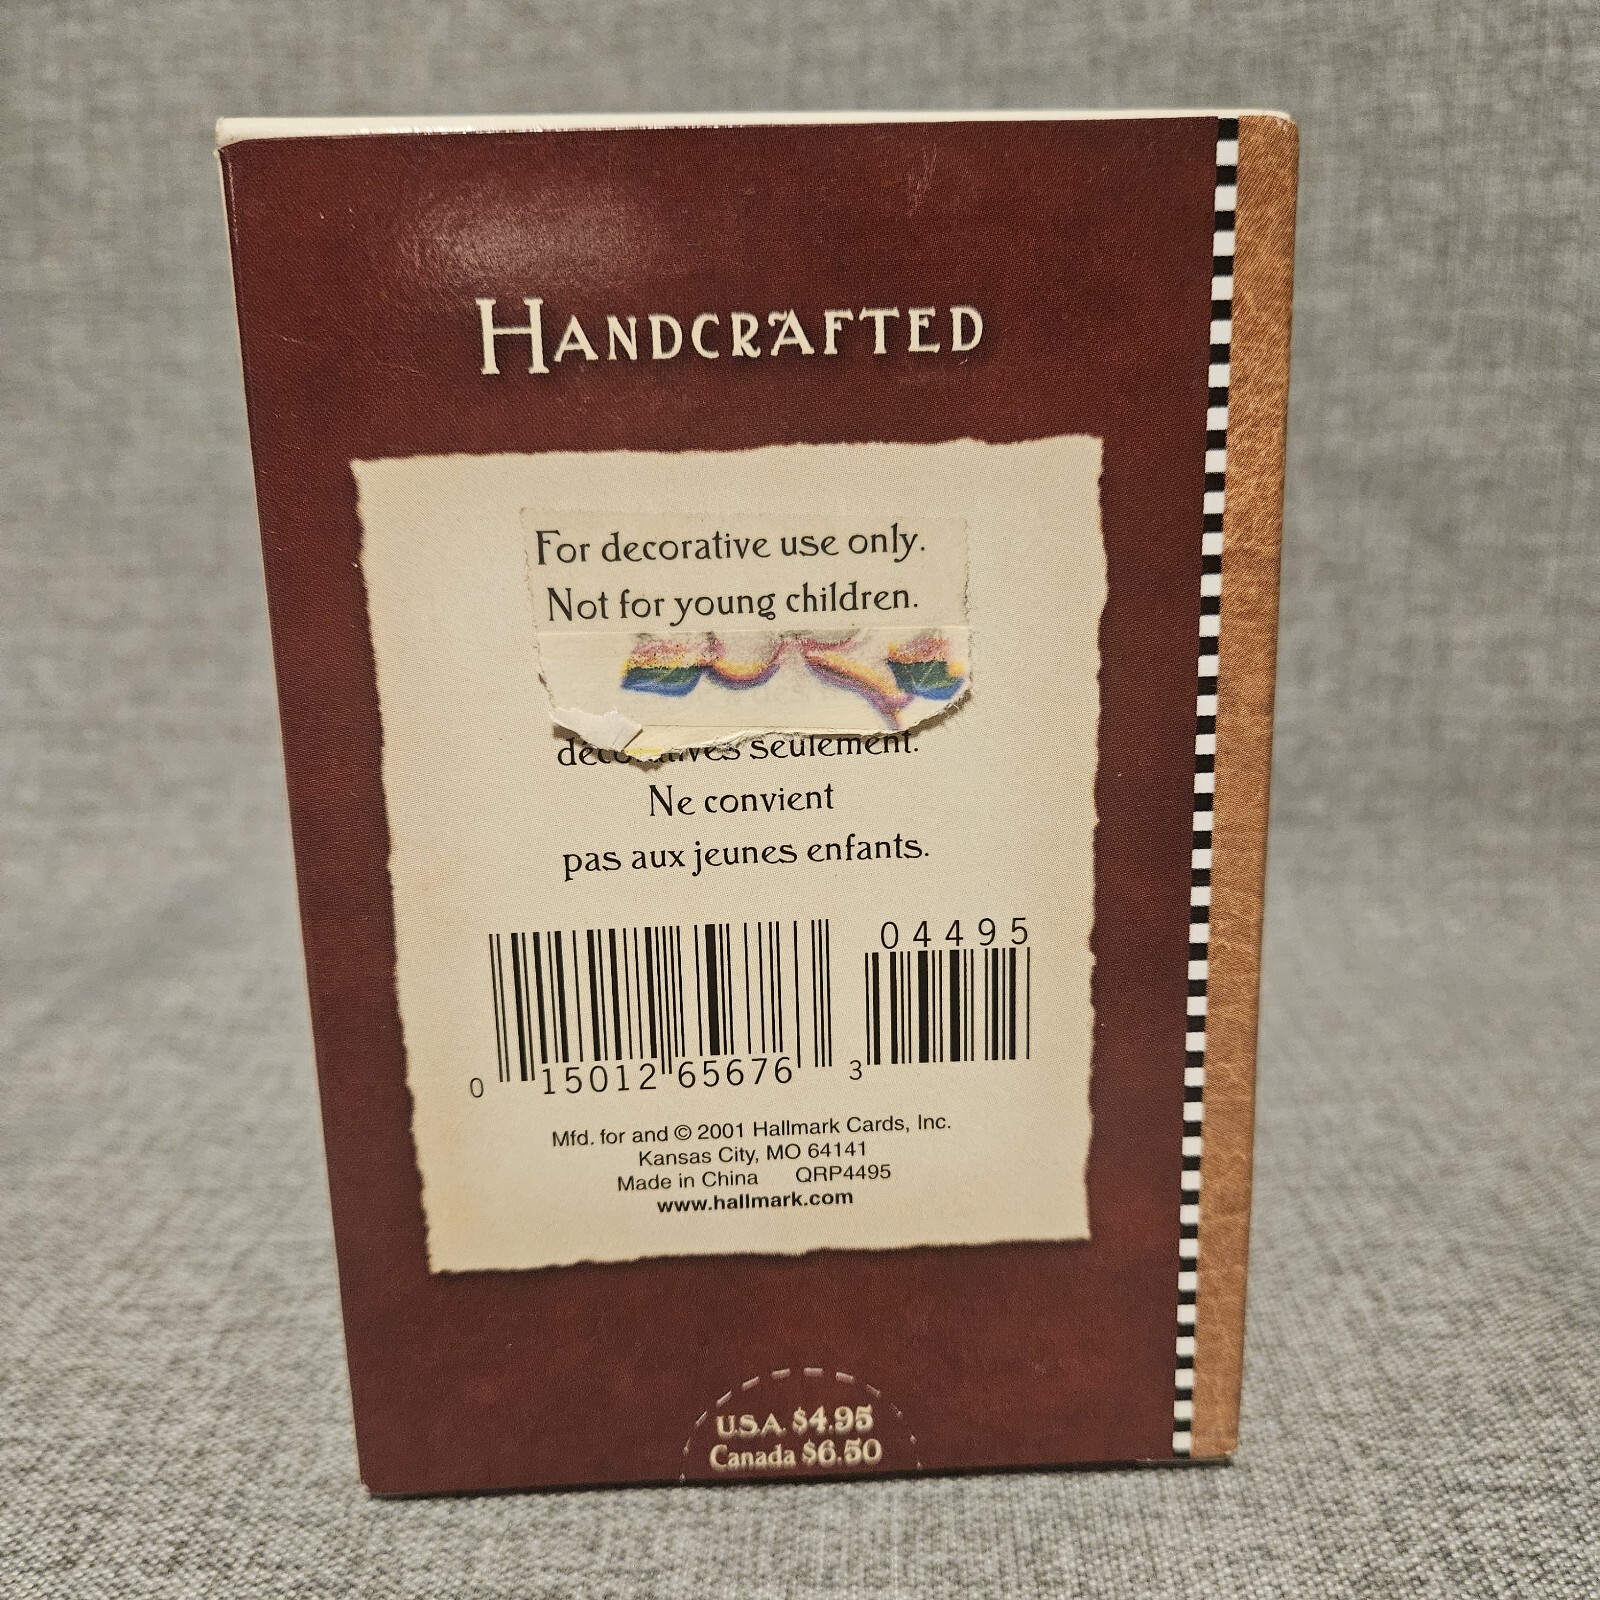 HANDCRAFTED
For decorative use only.
Not for young children.
seulement.
Ne convient
pas aux jeunes enfants.
04495
0 15012 65676 3
Mfd. for and © 2001 Hallmark Cards, Inc.
Kansas City, MO 64141
Made in China QRP4495
www.hallmark.com
U.S.A. $4.95
Canada $6.50